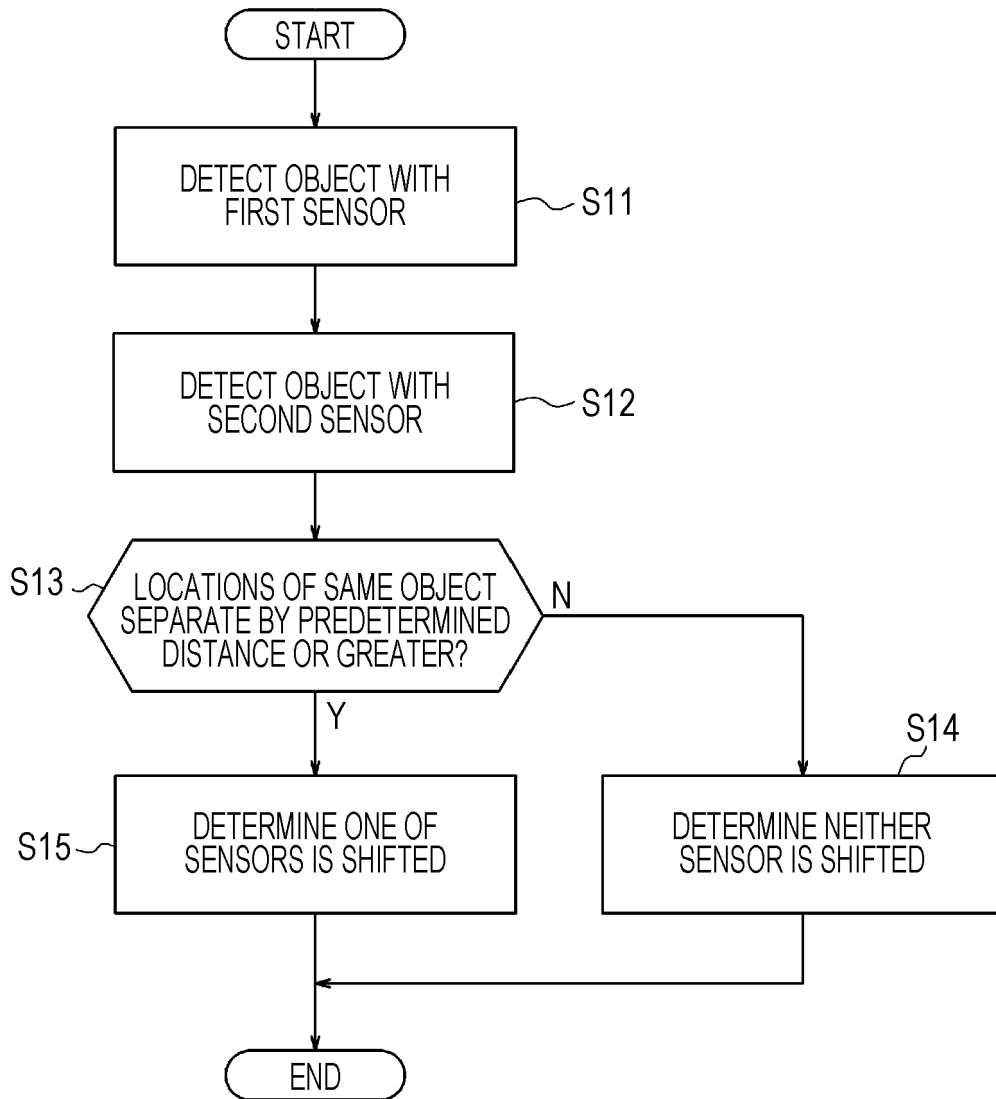 START
DETECT OBJECT WITH
FIRST SENSOR
S11
DETECT OBJECT WITH
SECOND SENSOR
S12
S13
LOCATIONS OF SAME OBJECT
SEPARATE BY PREDETERMINED
DISTANCE OR GREATER?
N
Y
S14
S15
DETERMINE ONE OF
SENSORS IS SHIFTED
DETERMINE NEITHER
SENSOR IS SHIFTED
END